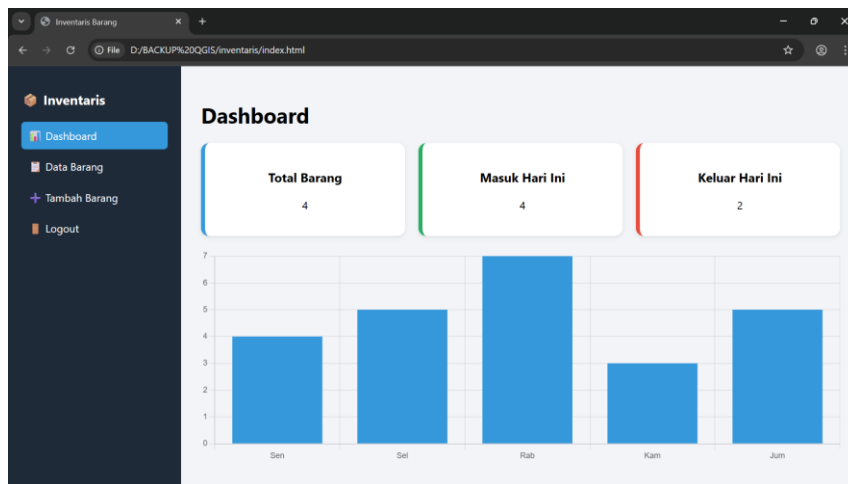 Inventaris Barang
File D:/BACKUP%20QGIS/inventaris/index.html
Inventaris
Dashboard
Data Barang
Tambah Barang
Logout
Dashboard
Total Barang
4
Masuk Hari Ini
4
Keluar Hari Ini
2
7
6
5
4
3
2
1
0
Sen Sel Rab Kam Jum